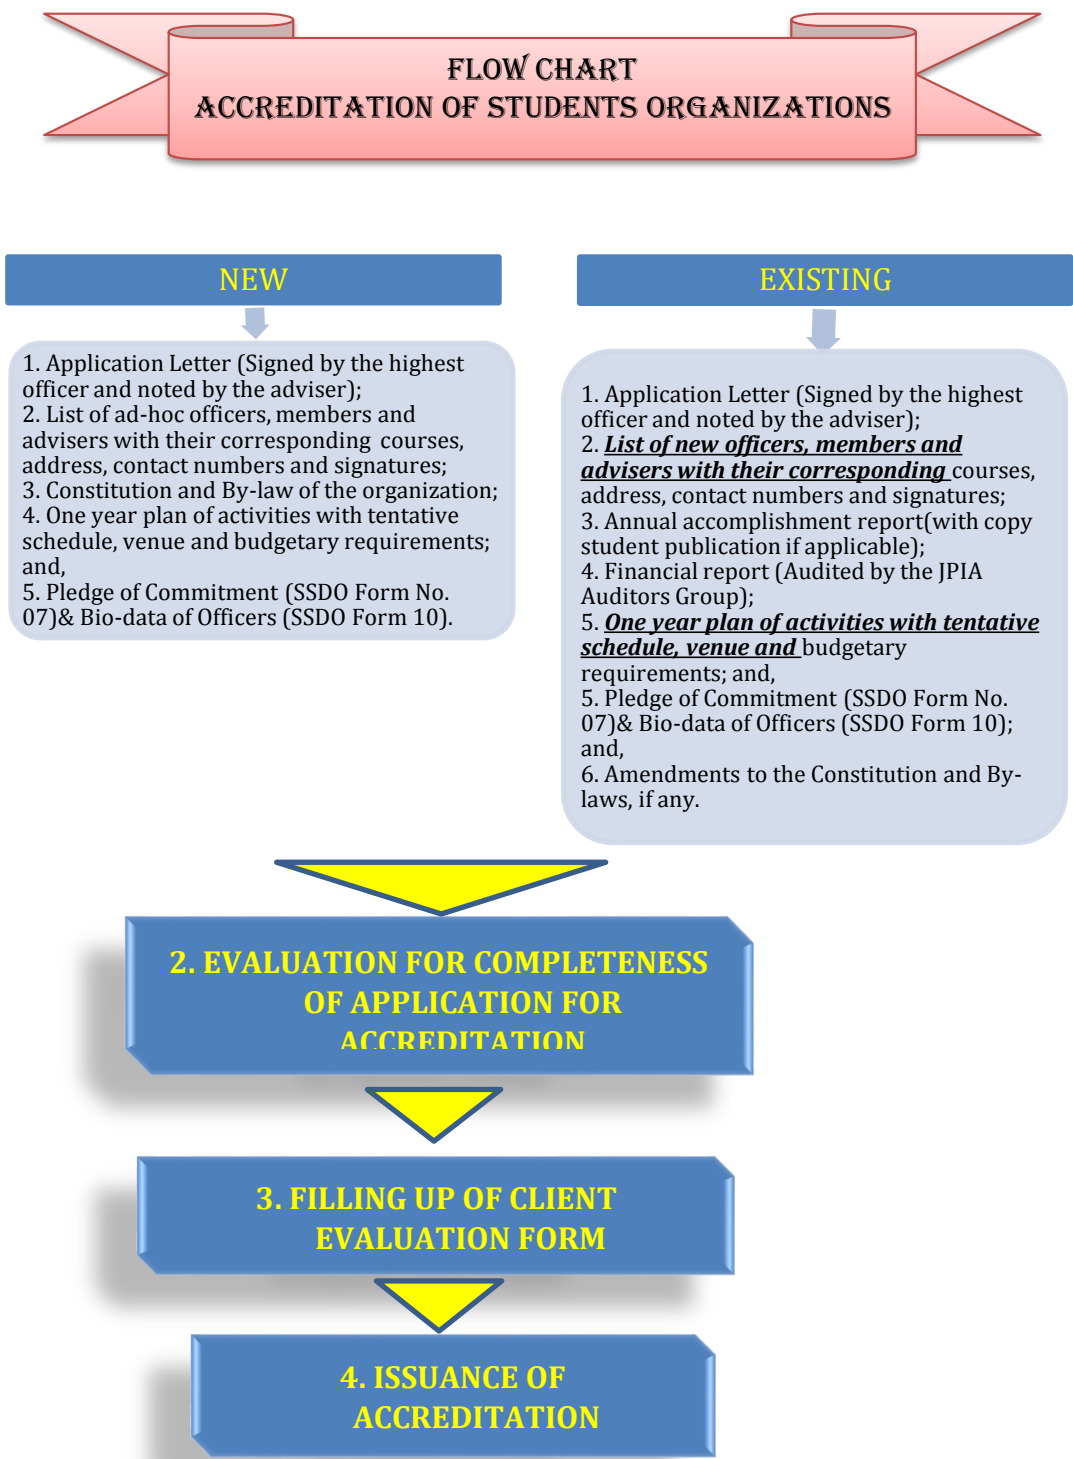 FLOW CHART
ACCREDITATION OF STUDENTS ORGANIZATIONS
NEW
1. Application Letter (Signed by the highest
officer and noted by the adviser);
2. List of ad-hoc officers, members and
advisers with their corresponding courses,
address, contact numbers and signatures;
3. Constitution and By-law of the organization;
4. One year plan of activities with tentative
schedule, venue and budgetary requirements;
and,
5. Pledge of Commitment (SSDO Form No.
07)& Bio-data of Officers (SSDO Form 10).
EXISTING
1. Application Letter (Signed by the highest
officer and noted by the adviser);
2. List of new officers, members and
advisers with their corresponding courses,
address, contact numbers and signatures;
3. Annual accomplishment report(with copy
student publication if applicable);
4. Financial report (Audited by the JPIA
Auditors Group);
5. One year plan of activities with tentative
schedule, venue and budgetary
requirements; and,
5. Pledge of Commitment (SSDO Form No.
07)& Bio-data of Officers (SSDO Form 10);
and,
6. Amendments to the Constitution and By-
laws, if any.
2. EVALUATION FOR COMPLETENESS
OF APPLICATION FOR
ACCREDITATION
3. FILLING UP OF CLIENT
EVALUATION FORM
4. ISSUANCE OF
ACCREDITATION